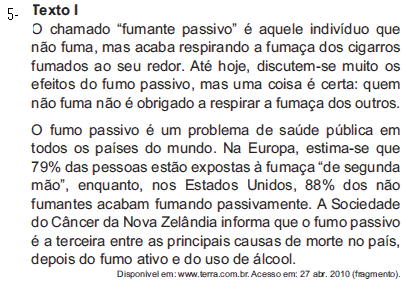 5- Texto I
O chamado “fumante passivo” é aquele indivíduo que
não fuma, mas acaba respirando a fumaça dos cigarros
fumados ao seu redor. Até hoje, discutem-se muito os
efeitos do fumo passivo, mas uma coisa é certa: quem
não fuma não é obrigado a respirar a fumaça dos outros.
O fumo passivo é um problema de saúde pública em
todos os países do mundo. Na Europa, estima-se que
79% das pessoas estão expostas à fumaça “de segunda
mão”, enquanto, nos Estados Unidos, 88% dos não
fumantes acabam fumando passivamente. A Sociedade
do Câncer da Nova Zelândia informa que o fumo passivo
é a terceira entre as principais causas de morte no país,
depois do fumo ativo e do uso de álcool.
Disponível em: www.terra.com.br. Acesso em: 27 abr. 2010 (fragmento).